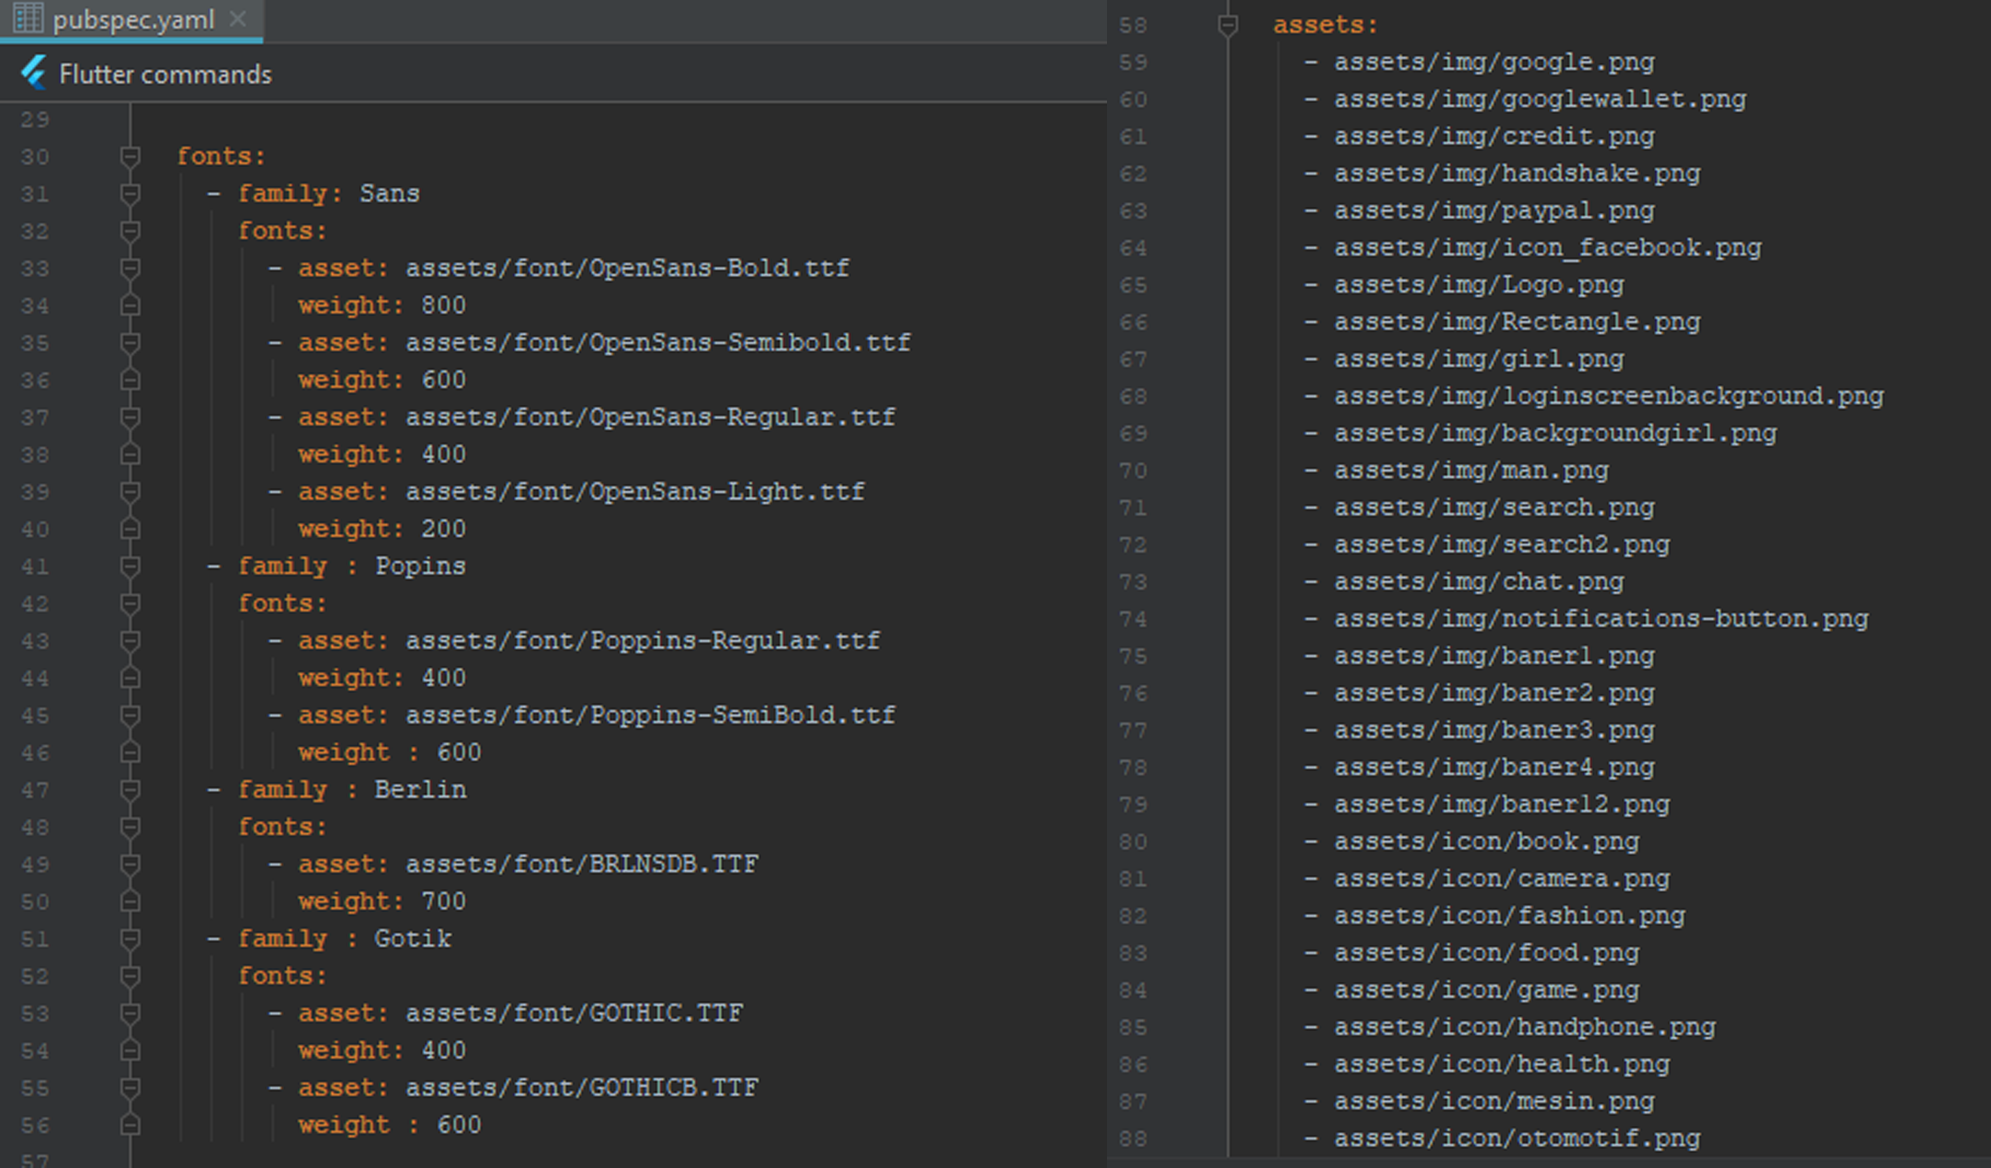 pubspec.yaml
Flutter commands
29
30 fonts:
31 - family: Sans
32 fonts:
33 - asset: assets/font/OpenSans-Bold.ttf
34 weight: 800
35 - asset: assets/font/OpenSans-Semibold.ttf
36 weight: 600
37 - asset: assets/font/OpenSans-Regular.ttf
38 weight: 400
39 - asset: assets/font/OpenSans-Light.ttf
40 weight: 200
41 - family : Popins
42 fonts:
43 - asset: assets/font/Poppins-Regular.ttf
44 weight: 400
45 - asset: assets/font/Poppins-SemiBold.ttf
46 weight : 600
47 - family : Berlin
48 fonts:
49 - asset: assets/font/BRLNSDB.TTF
50 weight: 700
51 - family : Gotik
52 fonts:
53 - asset: assets/font/GOTHIC.TTF
54 weight: 400
55 - asset: assets/font/GOTHICB.TTF
56 weight : 600
57
58 assets:
59 - assets/img/google.png
60 - assets/img/googlewallet.png
61 - assets/img/credit.png
62 - assets/img/handshake.png
63 - assets/img/paypal.png
64 - assets/img/icon_facebook.png
65 - assets/img/Logo.png
66 - assets/img/Rectangle.png
67 - assets/img/girl.png
68 - assets/img/loginscreenbackground.png
69 - assets/img/backgroundgirl.png
70 - assets/img/man.png
71 - assets/img/search.png
72 - assets/img/search2.png
73 - assets/img/chat.png
74 - assets/img/notifications-button.png
75 - assets/img/baner1.png
76 - assets/img/baner2.png
77 - assets/img/baner3.png
78 - assets/img/baner4.png
79 - assets/img/baner12.png
80 - assets/icon/book.png
81 - assets/icon/camera.png
82 - assets/icon/fashion.png
83 - assets/icon/food.png
84 - assets/icon/game.png
85 - assets/icon/handphone.png
86 - assets/icon/health.png
87 - assets/icon/mesin.png
88 - assets/icon/otomotif.png